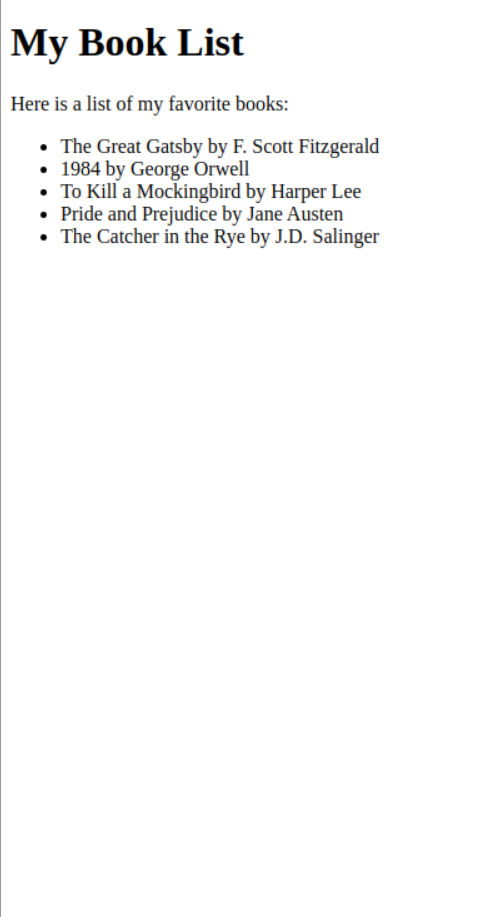 My Book List
Here is a list of my favorite books:
• The Great Gatsby by F. Scott Fitzgerald
• 1984 by George Orwell
• To Kill a Mockingbird by Harper Lee
• Pride and Prejudice by Jane Austen
• The Catcher in the Rye by J.D. Salinger